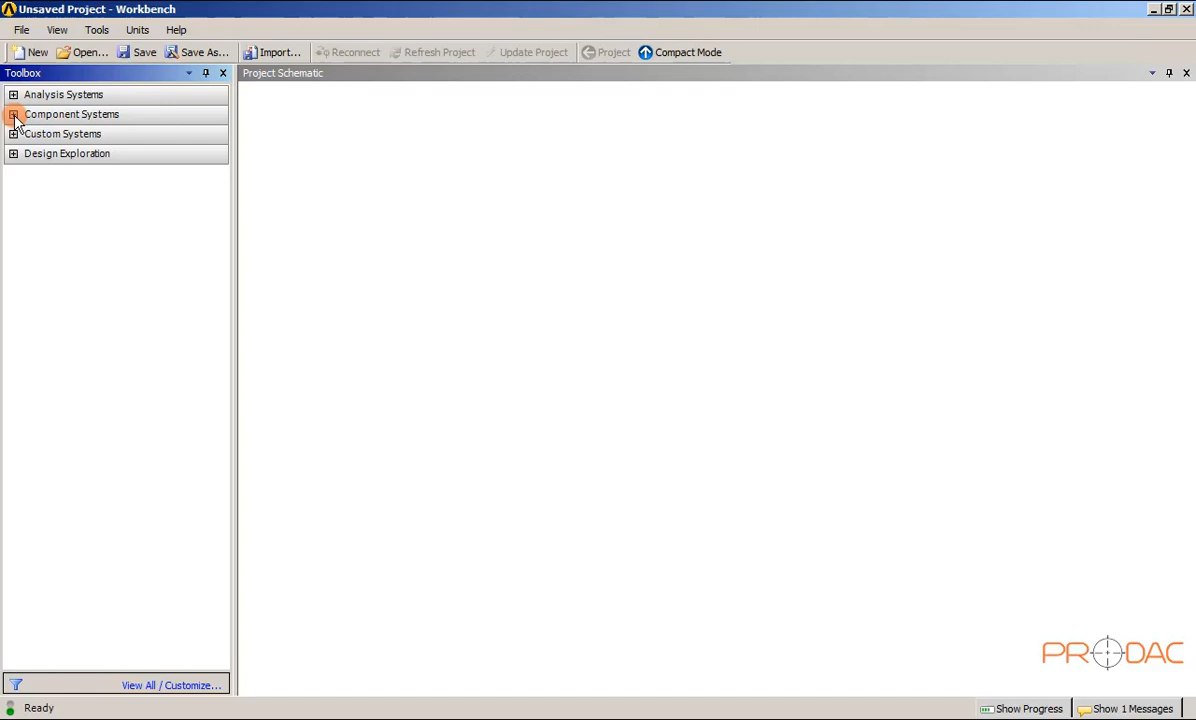 Unsaved Project - Workbench
File View Tools Units Help
New Open... Save Save As... Import... Reconnect Refresh Project Update Project Project Compact Mode
Toolbox
Project Schematic
Analysis Systems
Component Systems
Custom Systems
Design Exploration
PRODAC
View All / Customize...
Ready
Show Progress
Show 1 Messages